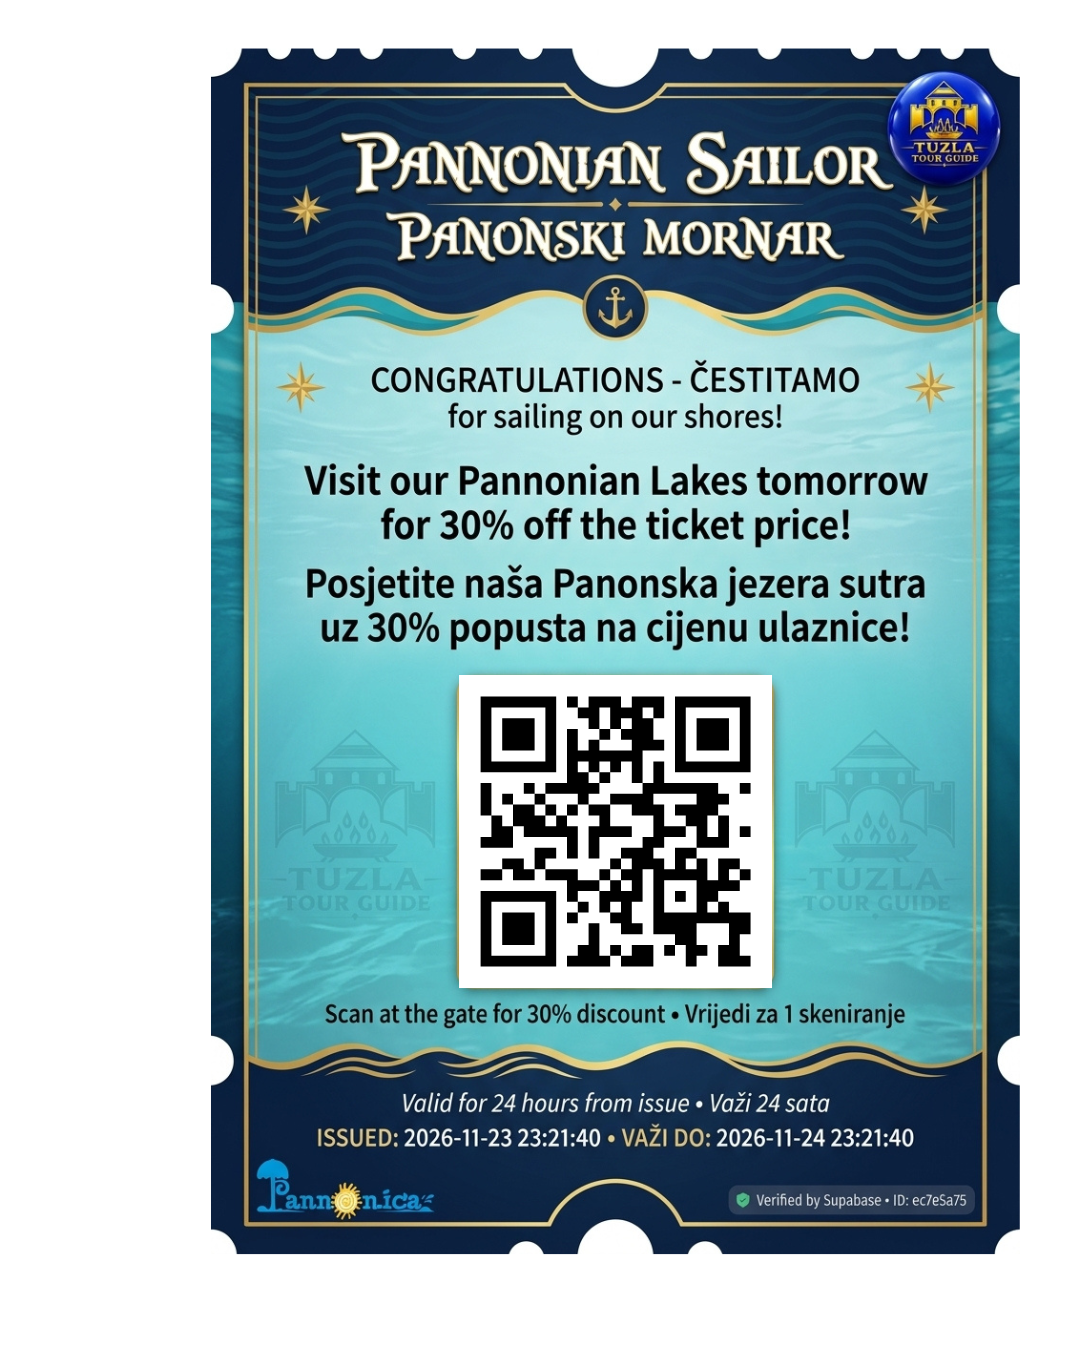 PANNONIAN SAILOR
PANONSKI MORNAR
TUZLA
TOUR GUIDE
CONGRATULATIONS - ČESTITAMO
for sailing on our shores!
Visit our Pannonian Lakes tomorrow
for 30% off the ticket price!
Posjetite naša Panonska jezera sutra
uz 30% popusta na cijenu ulaznice!
TUZLA
TOUR GUIDE
TUZLA
TOUR GUIDE
Scan at the gate for 30% discount • Vrijedi za 1 skeniranje
Valid for 24 hours from issue • Važi 24 sata
ISSUED: 2026-11-23 23:21:40 • VAŽI DO: 2026-11-24 23:21:40
Pannonica
Verified by Supabase • ID: ec7e5a75